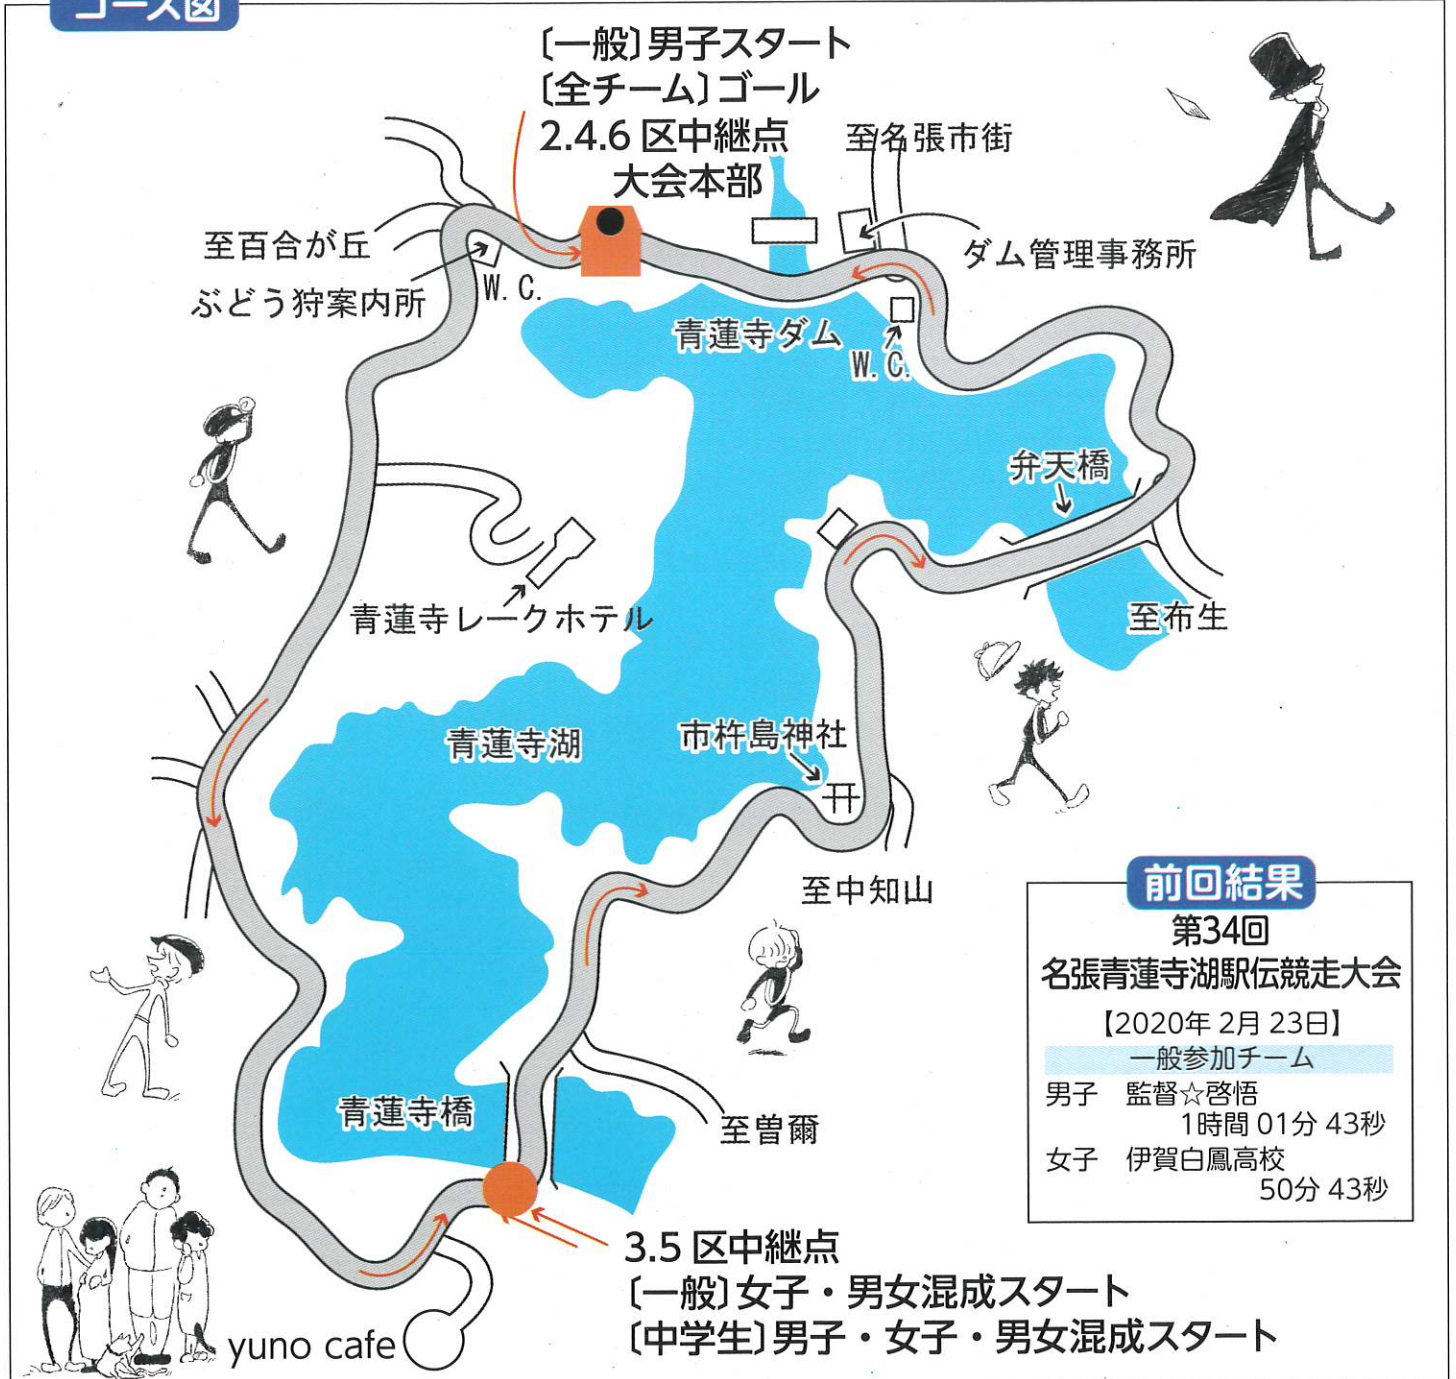 コース図
〔一般〕男子スタート
〔全チーム〕ゴール
2.4.6 区中継点
大会本部
至名張市街
至百合が丘
ぶどう狩案内所
W.C.
ダム管理事務所
青蓮寺ダム
W.C.
弁天橋
青蓮寺レークホテル
至布生
青蓮寺湖
市杵島神社
至中知山
青蓮寺橋
至曽爾
3.5 区中継点
〔一般〕女子・男女混成スタート
〔中学生〕男子・女子・男女混成スタート
yuno cafe
前回結果
第34回
名張青蓮寺湖駅伝競走大会
【2020年 2月 23日】
一般参加チーム
男子 監督☆啓悟
1時間 01分 43秒
女子 伊賀白鳳高校
50分 43秒